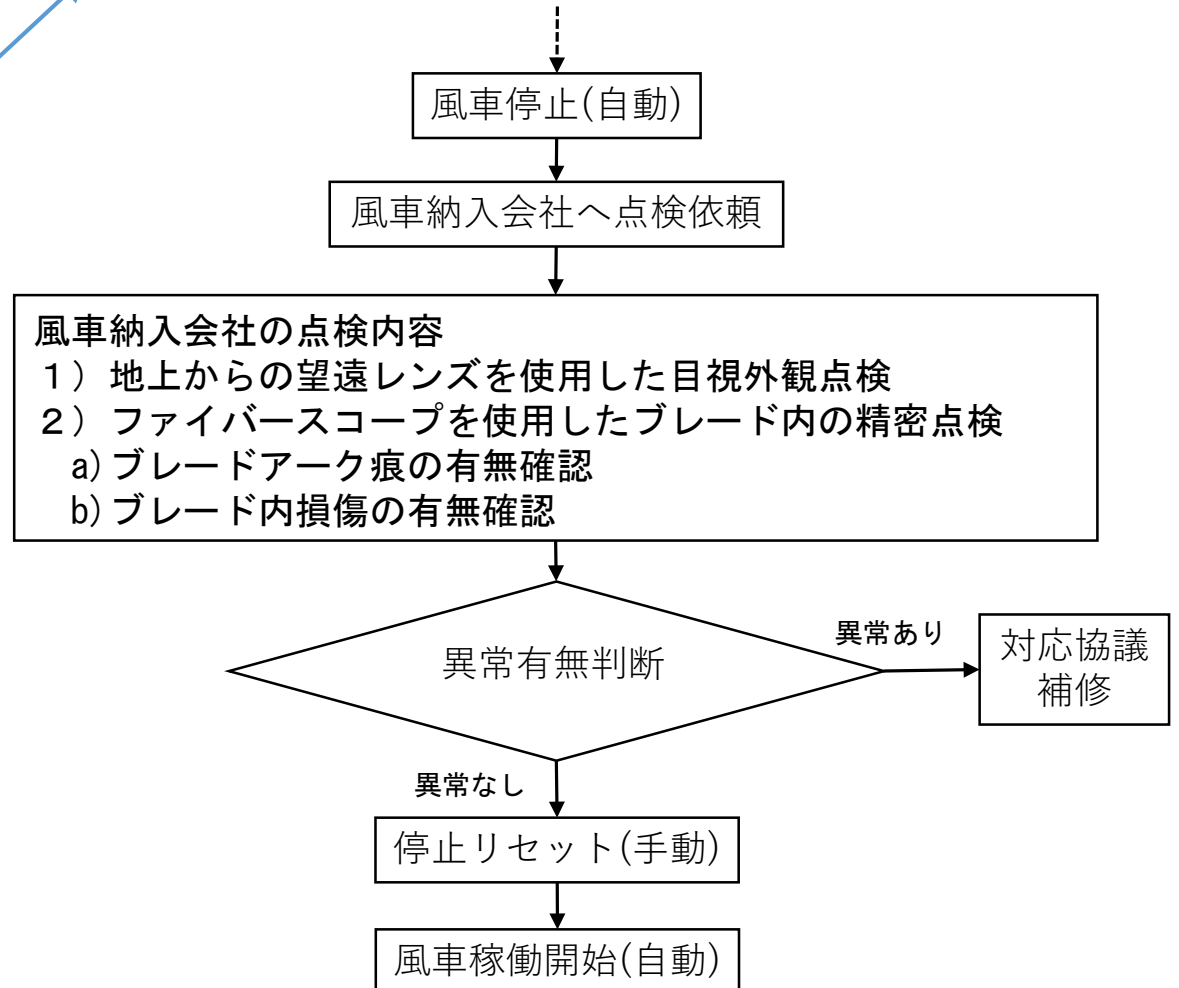 風車停止(自動)
風車納入会社へ点検依頼
風車納入会社の点検内容
１）地上からの望遠レンズを使用した目視外観点検
２）ファイバースコープを使用したブレード内の精密点検
a)ブレードアーク痕の有無確認
b)ブレード内損傷の有無確認
異常有無判断
異常あり
対応協議
補修
異常なし
停止リセット(手動)
風車稼働開始(自動)